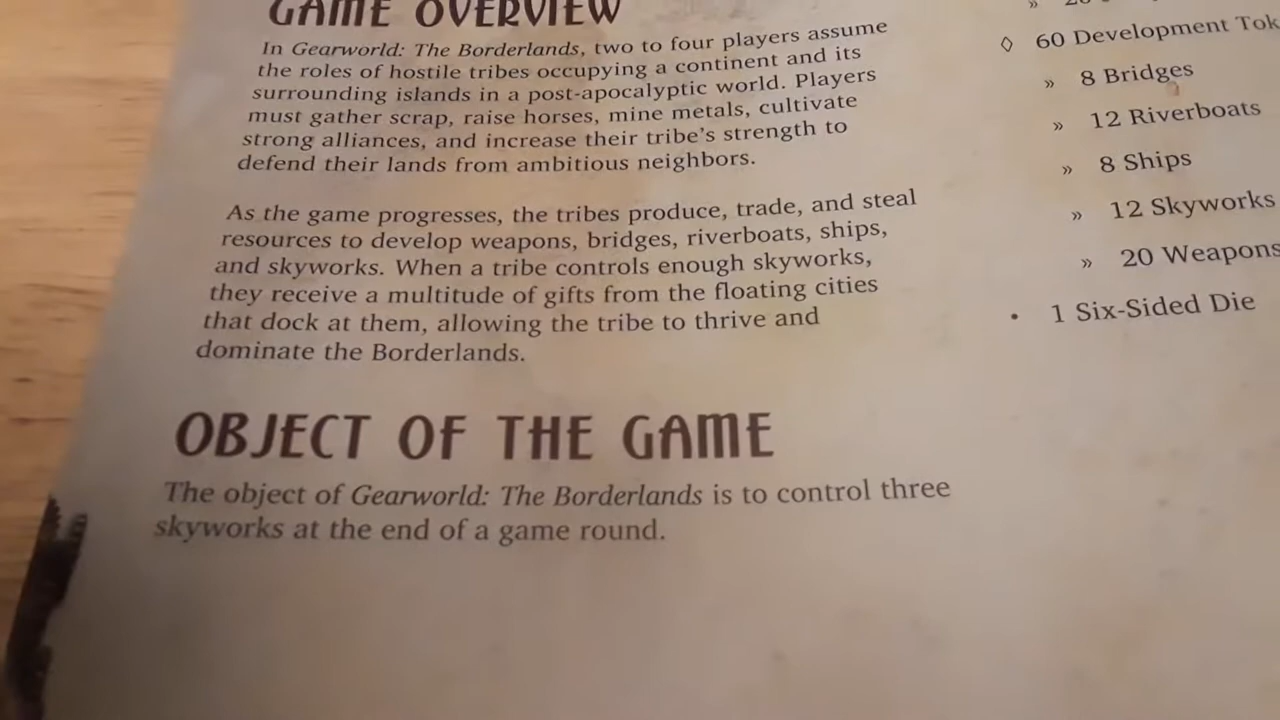 GAME OVERVIEW
In Gearworld: The Borderlands, two to four players assume
the roles of hostile tribes occupying a continent and its
surrounding islands in a post-apocalyptic world. Players
must gather scrap, raise horses, mine metals, cultivate
strong alliances, and increase their tribe's strength to
defend their lands from ambitious neighbors.
As the game progresses, the tribes produce, trade, and steal
resources to develop weapons, bridges, riverboats, ships,
and skyworks. When a tribe controls enough skyworks,
they receive a multitude of gifts from the floating cities
that dock at them, allowing the tribe to thrive and
dominate the Borderlands.
OBJECT OF THE GAME
The object of Gearworld: The Borderlands is to control three
skyworks at the end of a game round.
◊ 60 Development Tok
» 8 Bridges
» 12 Riverboats
» 8 Ships
» 12 Skyworks
» 20 Weapons
• 1 Six-Sided Die